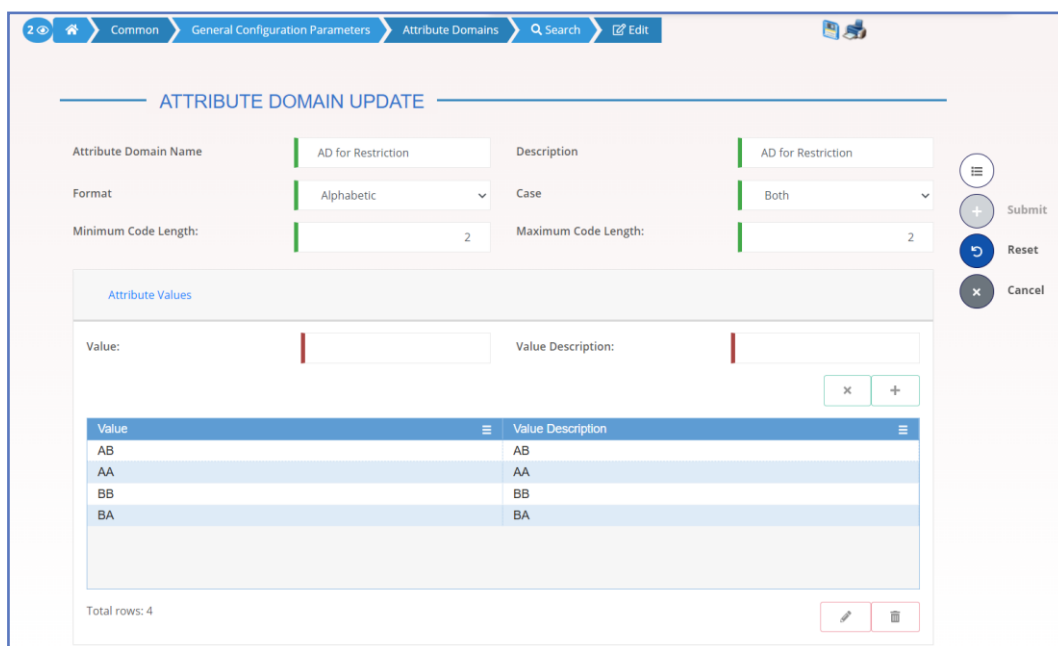 2 Common General Configuration Parameters Attribute Domains Search Edit
ATTRIBUTE DOMAIN UPDATE
Attribute Domain Name AD for Restriction Description AD for Restriction
Format Alphabetic Case Both
Submit
Minimum Code Length: 2 Maximum Code Length: 2
Reset
Attribute Values
Cancel
Value: Value Description:
Value Value Description
AB AB
AA AA
BB BB
BA BA
Total rows: 4